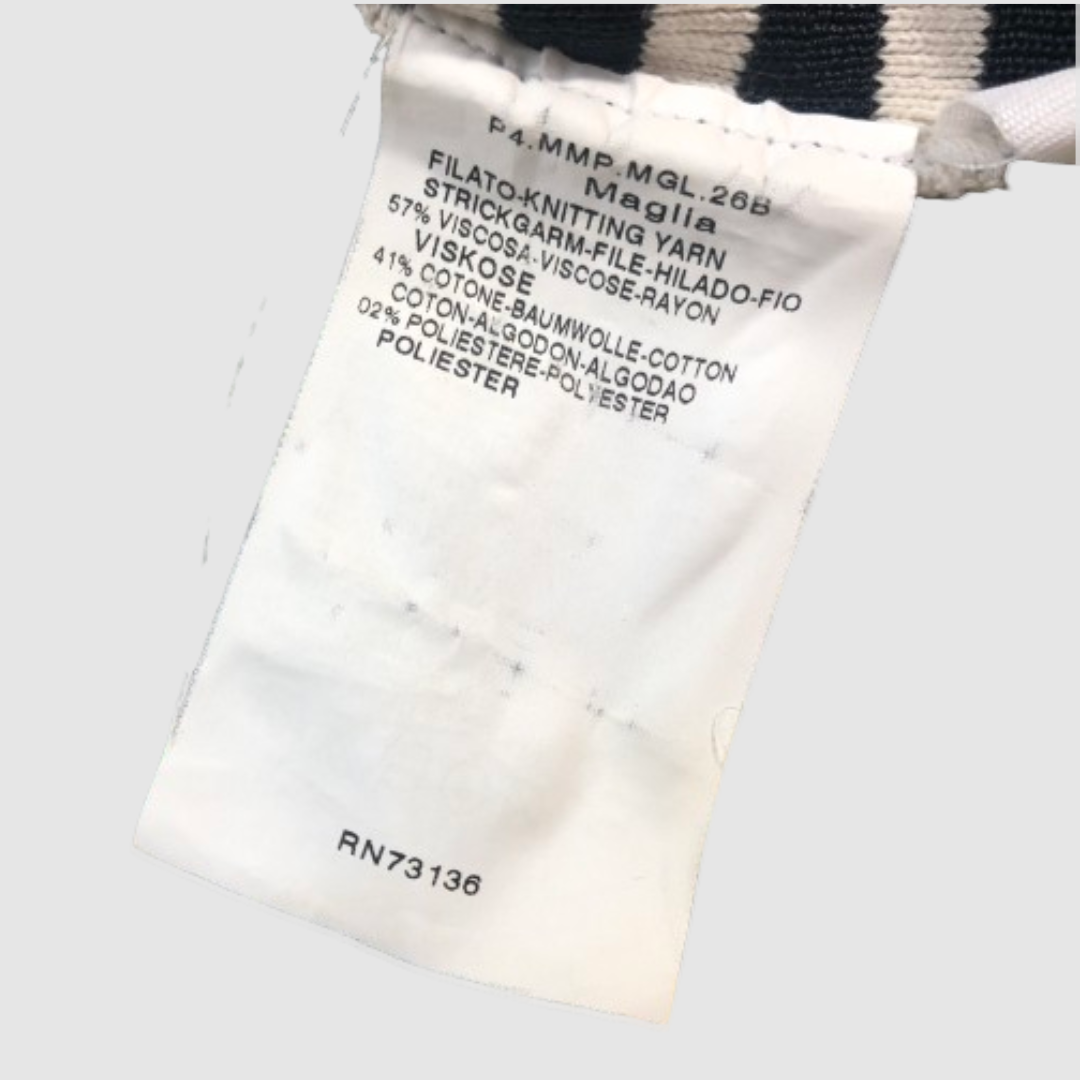 P4.MMP.MGL.26B
Maglia
FILATO-KNITTING YARN
STRICKGARM-FILE-HILADO-FIO
57% VISCOSA-VISCOSE-RAYON
VISKOSE
41% COTONE-BAUMWOLLE-COTTON
COTON-ALGODON-ALGODAO
02% POLIESTERE-POLYESTER
POLIESTER
RN73136